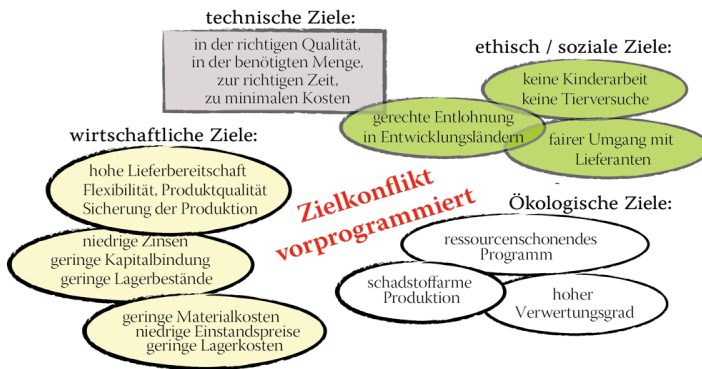 technische Ziele:
in der richtigen Qualität,
in der benötigten Menge,
zur richtigen Zeit,
zu minimalen Kosten
ethisch / soziale Ziele:
keine Kinderarbeit
keine Tierversuche
gerechte Entlohnung
in Entwicklungsländern
fairer Umgang mit
Lieferanten
wirtschaftliche Ziele:
hohe Lieferbereitschaft
Flexibilität, Produktqualität
Sicherung der Produktion
niedrige Zinsen
geringe Kapitalbindung
geringe Lagerbestände
geringe Materialkosten
niedrige Einstandspreise
geringe Lagerkosten
Zielkonflikt
vorprogrammiert
Ökologische Ziele:
ressourcenschonendes
Programm
schadstoffarme
Produktion
hoher
Verwertungsgrad